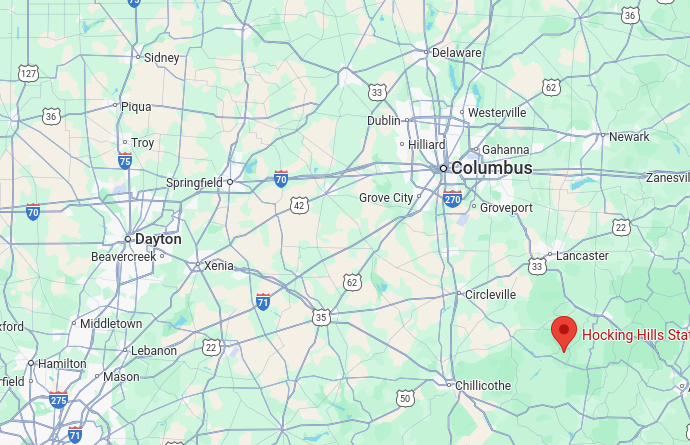 75
36
Sidney
Delaware
127
33
62
Piqua
36
Dublin
Westerville
Troy
Hilliard
Gahanna
Newark
75
Springfield
70
Columbus
Zanesvill
42
Grove City
270
Groveport
70
22
Dayton
Beavercreek
Lancaster
Xenia
33
62
71
Circleville
35
xford
Middletown
Hocking Hills Stat
22
Lebanon
Hamilton
Mason
rfield
Chillicothe
275
50
71